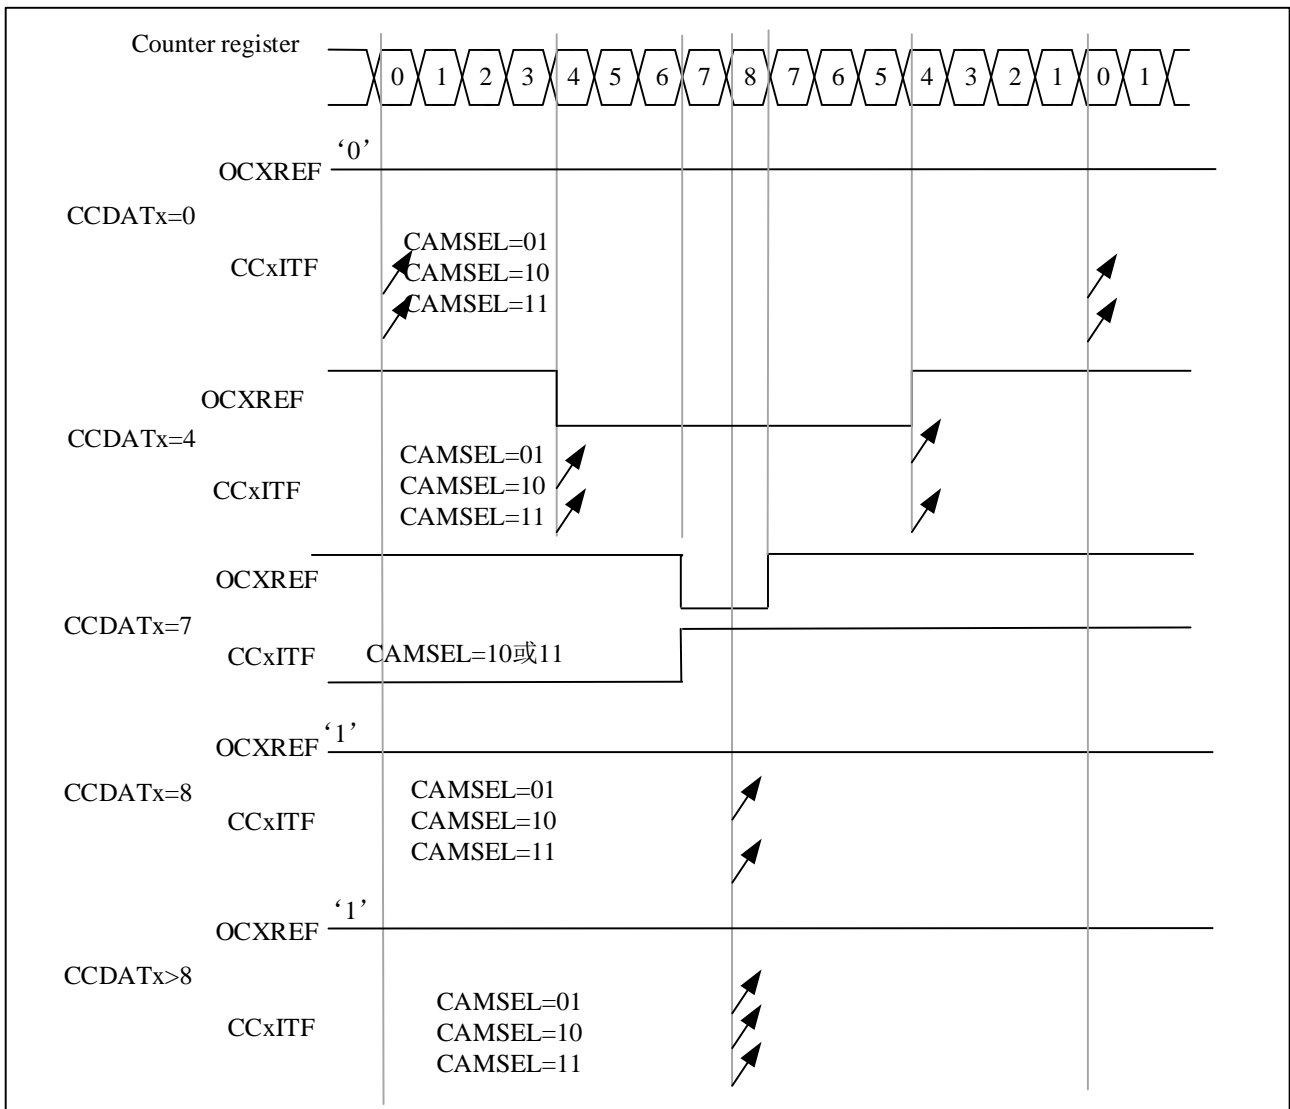 Counter register
0 1 2 3 4 5 6 7 8 7 6 5 4 3 2 1 0 1
‘0’
OCXREF
CCDATx=0
CAMSEL=01
CCxITF
CAMSEL=10
CAMSEL=11
OCXREF
CCDATx=4
CAMSEL=01
CCxITF
CAMSEL=10
CAMSEL=11
OCXREF
CCDATx=7
CCxITF
CAMSEL=10或11
‘1’
OCXREF
CCDATx=8
CAMSEL=01
CCxITF
CAMSEL=10
CAMSEL=11
‘1’
OCXREF
CCDATx>8
CAMSEL=01
CCxITF
CAMSEL=10
CAMSEL=11